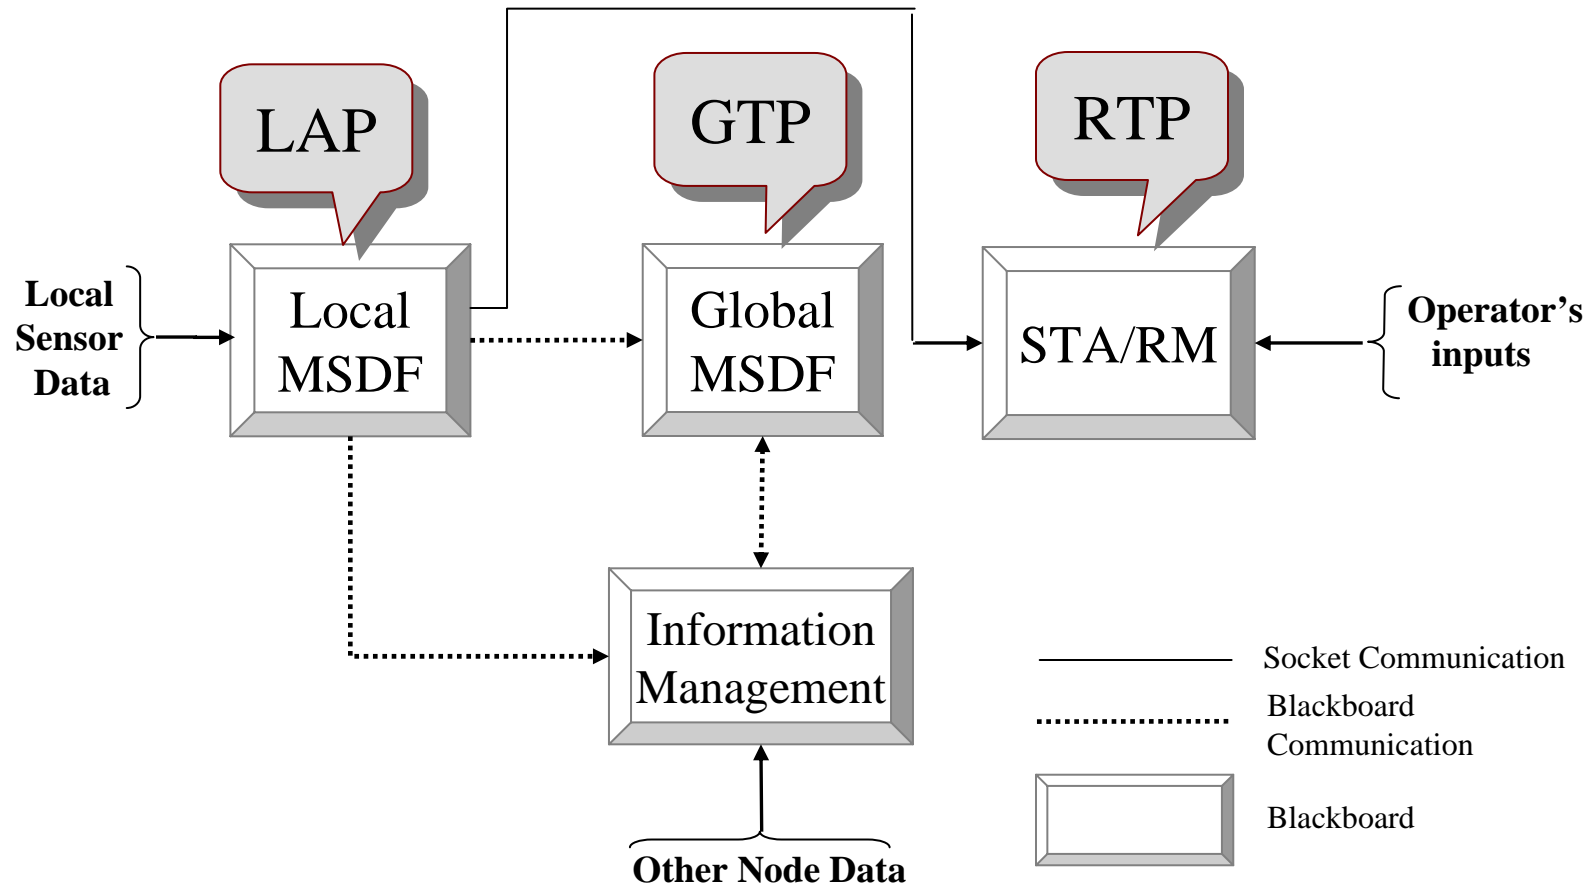 LAP
GTP
RTP
Local
Sensor
Data
Local
MSDF
Global
MSDF
STA/RM
Operator's
inputs
Information
Management
Other Node Data
Socket Communication
Blackboard
Communication
Blackboard